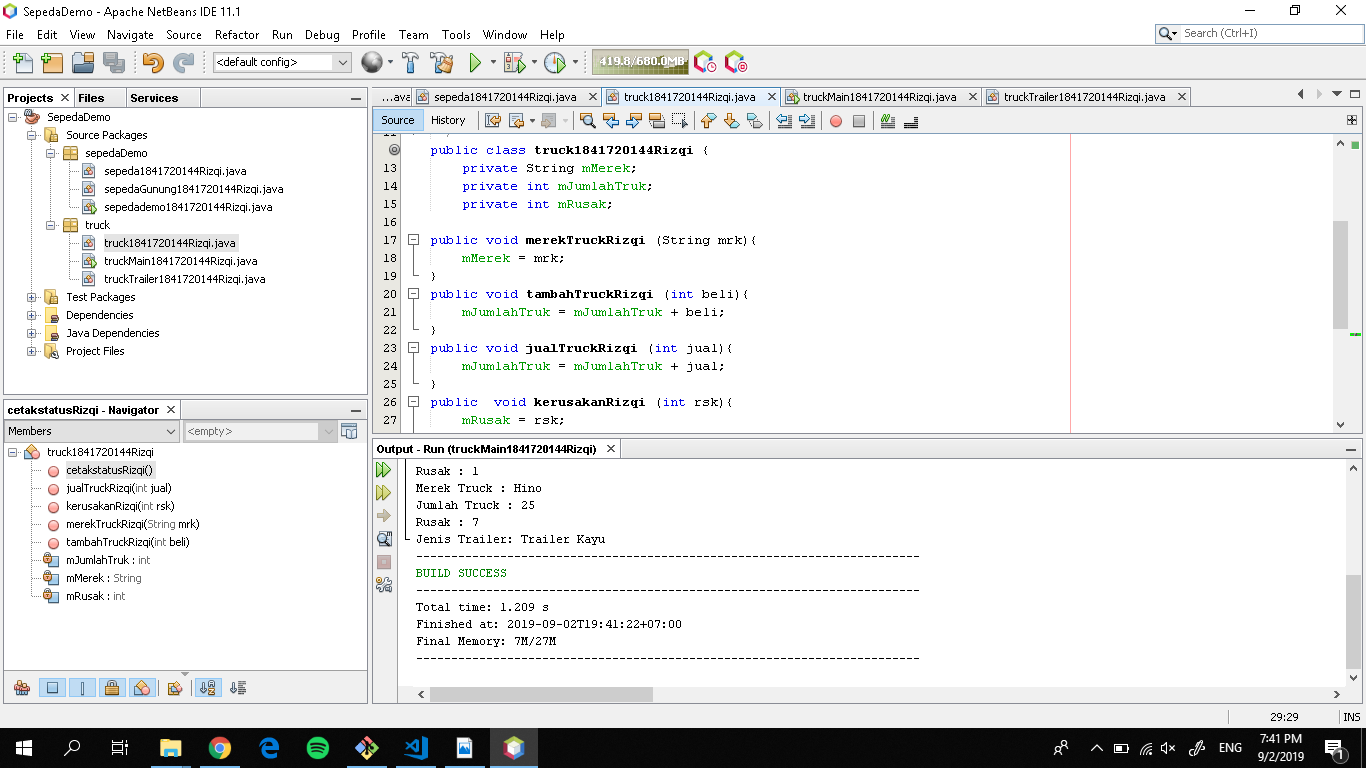 SepedaDemo - Apache NetBeans IDE 11.1
File Edit View Navigate Source Refactor Run Debug Profile Team Tools Window Help
Search (Ctrl+I)
<default config>
419.8/680.0MB
Projects Files Services
SepedaDemo
Source Packages
sepedaDemo
sepeda1841720144Rizqi.java
sepedaGunung1841720144Rizqi.java
sepedademo1841720144Rizqi.java
truck
truck1841720144Rizqi.java
truckMain1841720144Rizqi.java
truckTrailer1841720144Rizqi.java
Test Packages
Dependencies
Java Dependencies
Project Files
cetakstatusRizqi - Navigator
Members
<empty>
truck1841720144Rizqi
cetakstatusRizqi()
jualTruckRizqi(int jual)
kerusakanRizqi(int rsk)
merekTruckRizqi(String mrk)
tambahTruckRizqi(int beli)
mJumlahTruk : int
mMerek : String
mRusak : int
...ava sepeda1841720144Rizqi.java truck1841720144Rizqi.java truckMain1841720144Rizqi.java truckTrailer1841720144Rizqi.java
Source History
public class truck1841720144Rizqi {
13 private String mMerek;
14 private int mJumlahTruk;
15 private int mRusak;
16
17 public void merekTruckRizqi (String mrk){
18 mMerek = mrk;
19 }
20 public void tambahTruckRizqi (int beli){
21 mJumlahTruk = mJumlahTruk + beli;
22 }
23 public void jualTruckRizqi (int jual){
24 mJumlahTruk = mJumlahTruk + jual;
25 }
26 public  void kerusakanRizqi (int rsk){
27 mRusak = rsk;
Output - Run (truckMain1841720144Rizqi)
Rusak : 1
Merek Truck : Hino
Jumlah Truck : 25
Rusak : 7
Jenis Trailer: Trailer Kayu
------------------------------------------------------------------------
BUILD SUCCESS
------------------------------------------------------------------------
Total time: 1.209 s
Finished at: 2019-09-02T19:41:22+07:00
Final Memory: 7M/27M
------------------------------------------------------------------------
29:29 INS
ENG
7:41 PM
9/2/2019
1